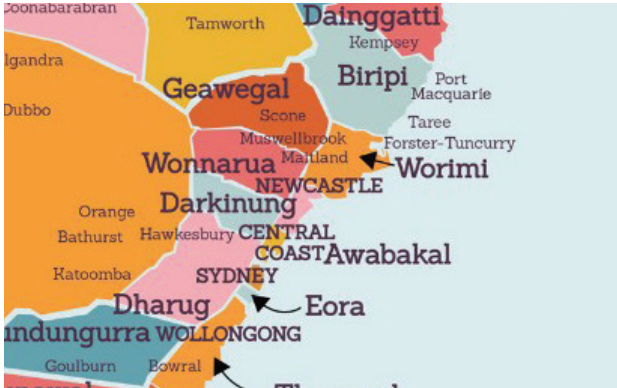 Coonabarabran
Tamworth
Dainggatti
Kempsey
lgandra
Geawegal
Biripi
Port
Macquarie
Dubbo
Scone
Taree
Muswellbrook
Forster-Tuncurry
Wonnarua
Maitland
Worimi
NEWCASTLE
Darkinung
Orange
Bathurst
Hawkesbury
CENTRAL
COAST
Awabakal
Katoomba
SYDNEY
Dharug
Eora
undungurra
WOLLONGONG
Goulburn
Bowral